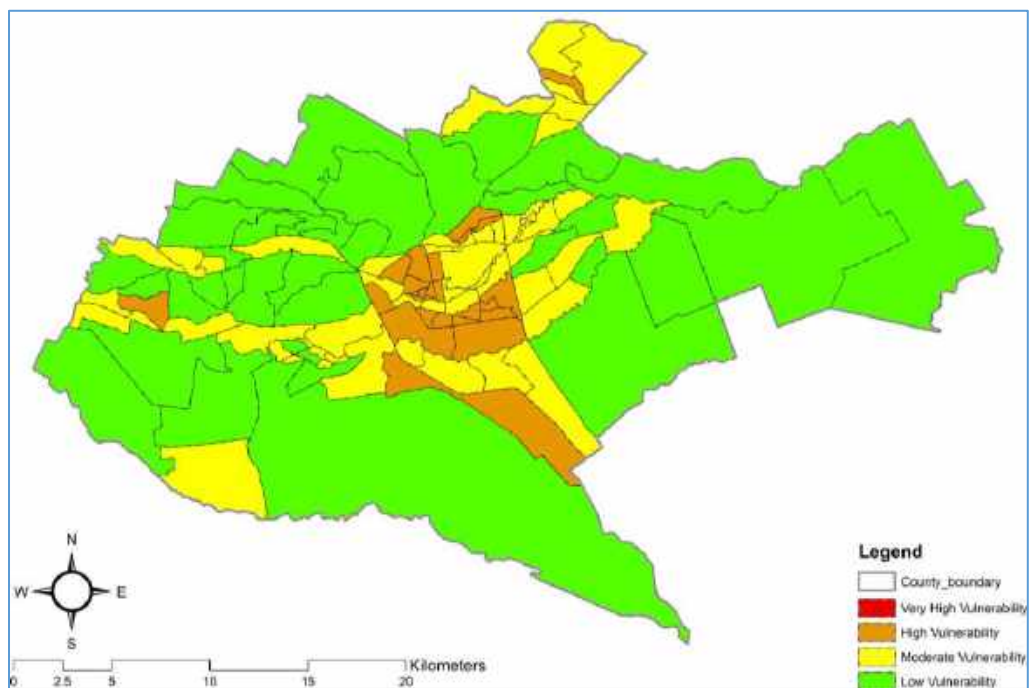 N
W E
S
0 2.5 5 10 15 20
Kilometers
Legend
County_boundary
Very High Vulnerability
High Vulnerability
Moderate Vulnerability
Low Vulnerability